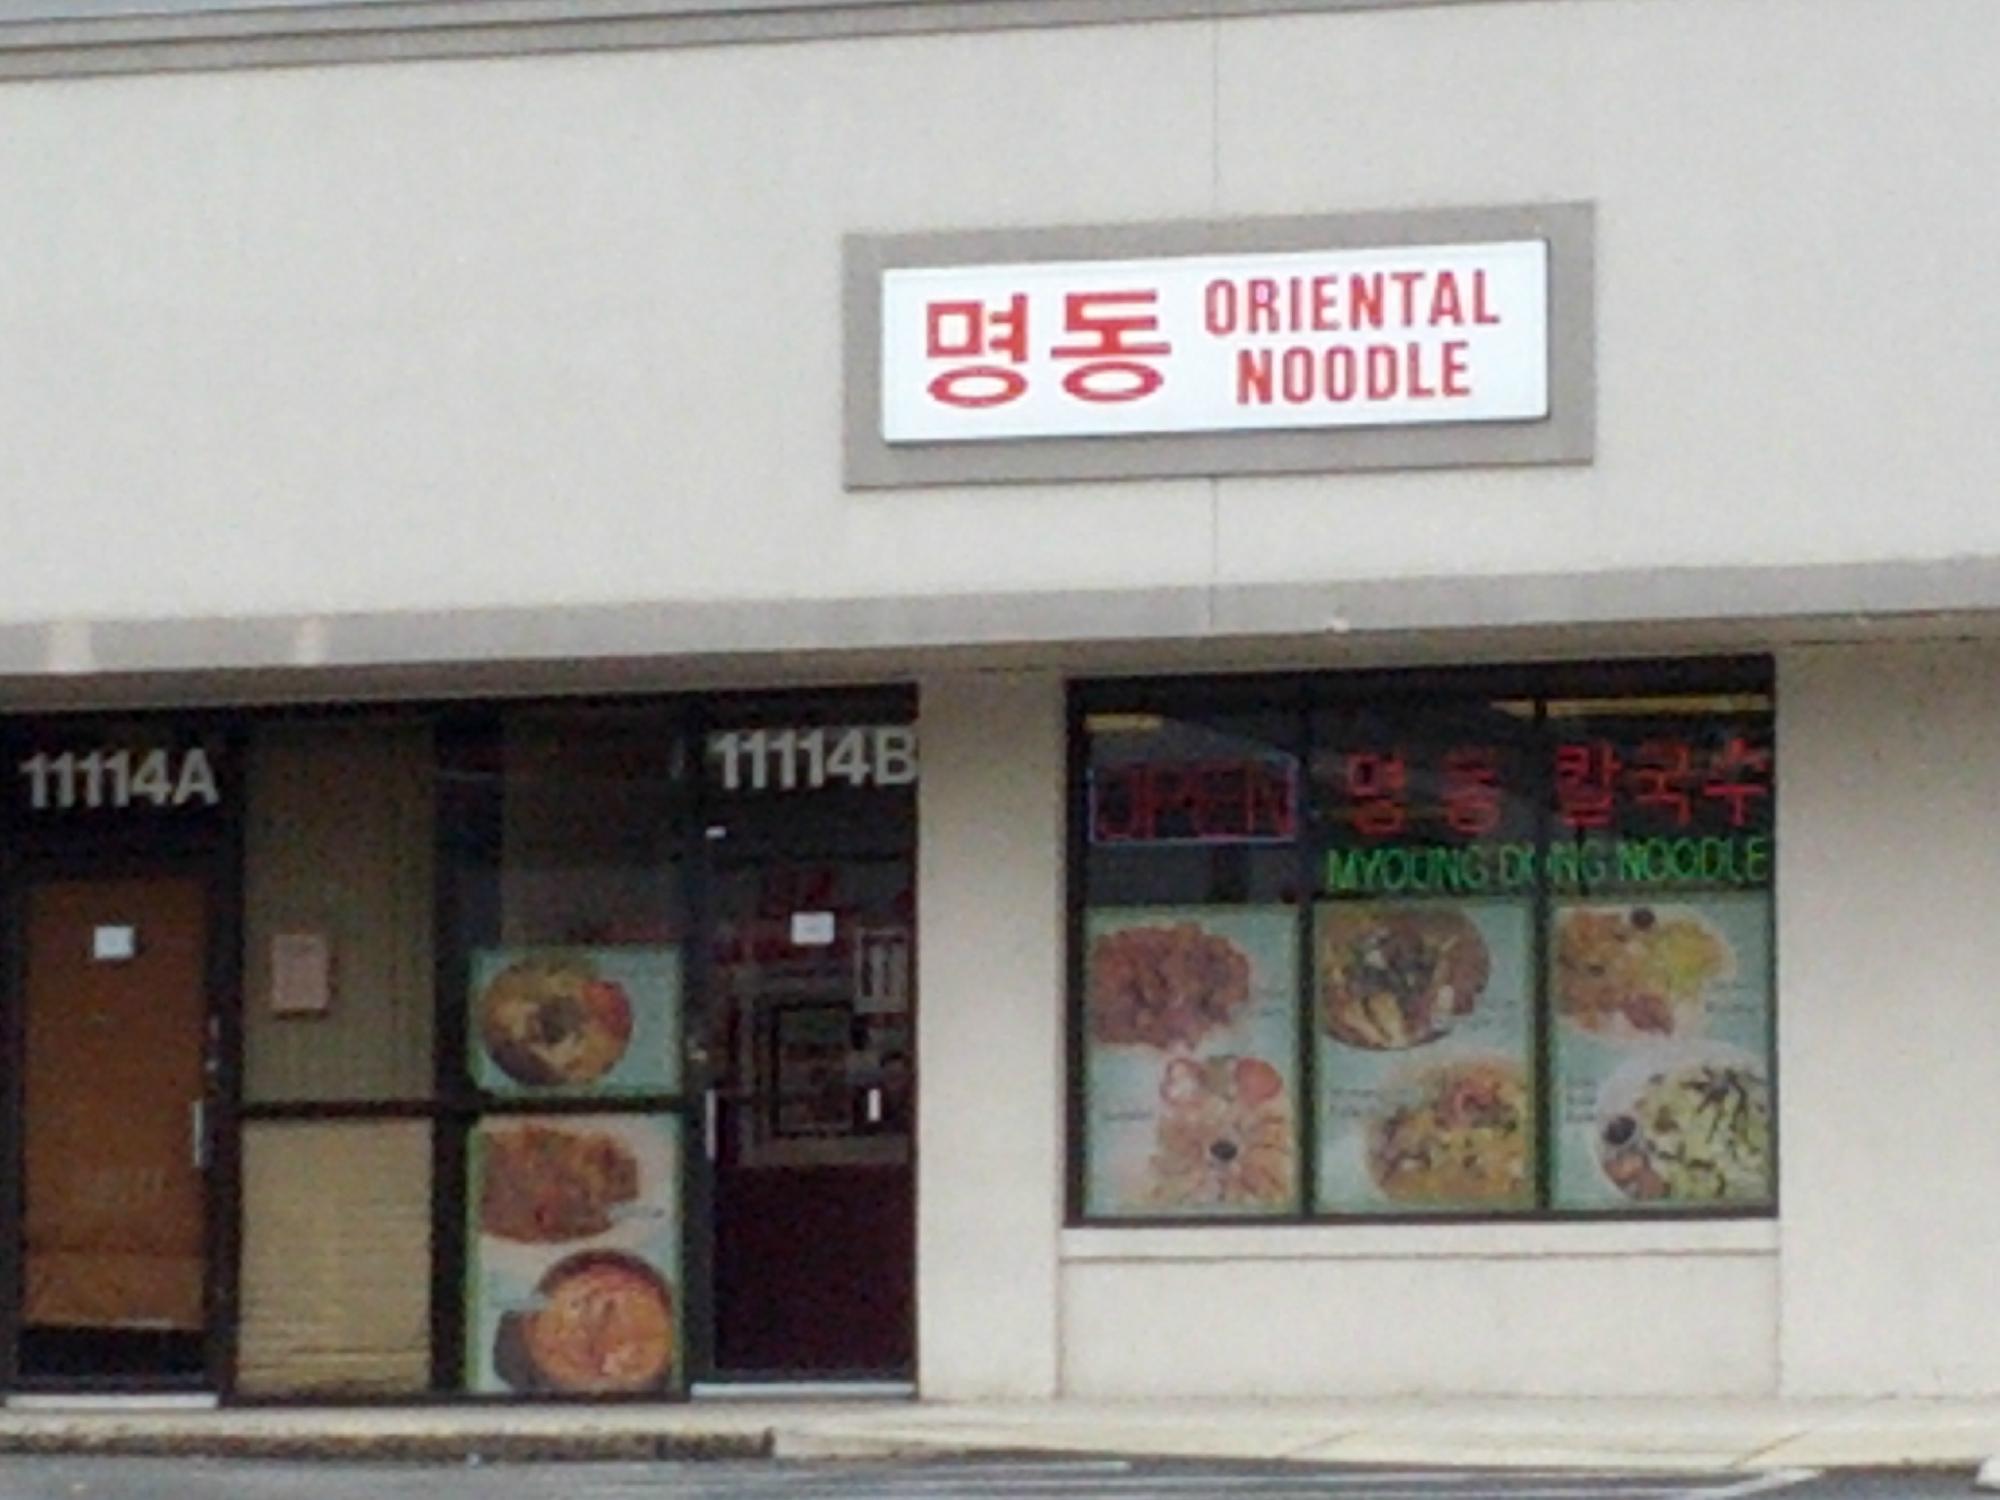 명동 ORIENTAL
NOODLE
11114A
11114B
OPEN
명동 칼국수
MYOUNG DONG NOODLE